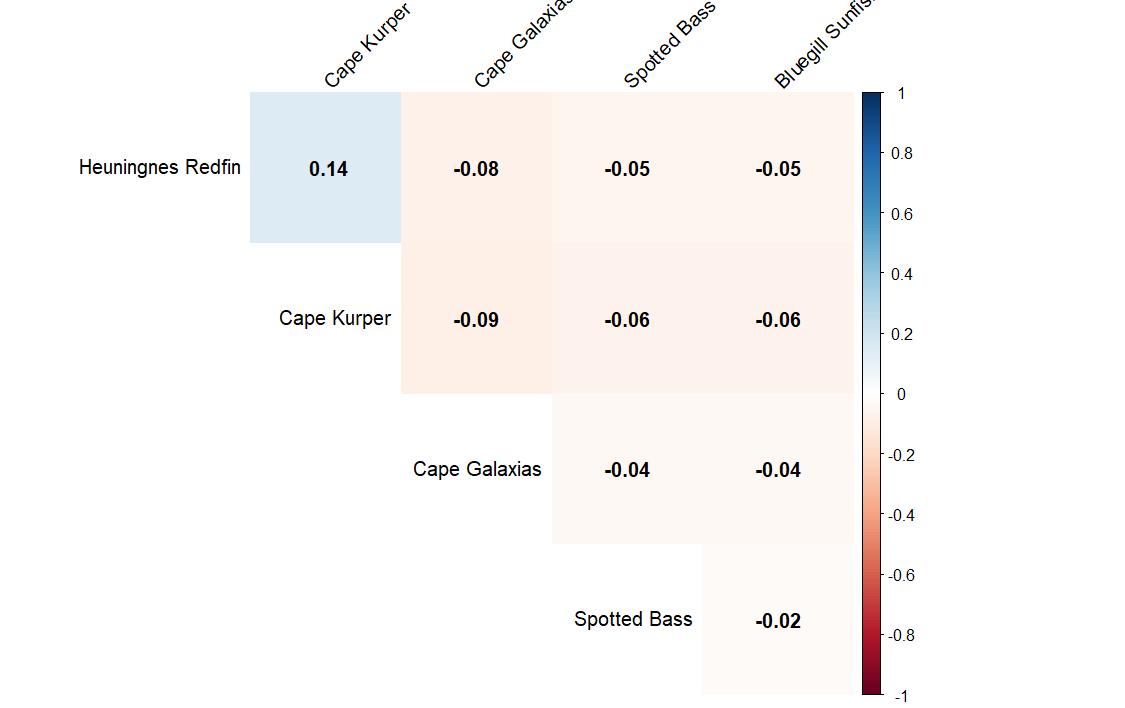 Cape Kurper
Cape Galaxias
Spotted Bass
Bluegill Sunfis
1
Heuningnes Redfin
0.14
-0.08
-0.05
-0.05
0.8
0.6
0.4
Cape Kurper
-0.09
-0.06
-0.06
0.2
0
Cape Galaxias
-0.04
-0.04
-0.2
-0.4
-0.6
Spotted Bass
-0.02
-0.8
-1